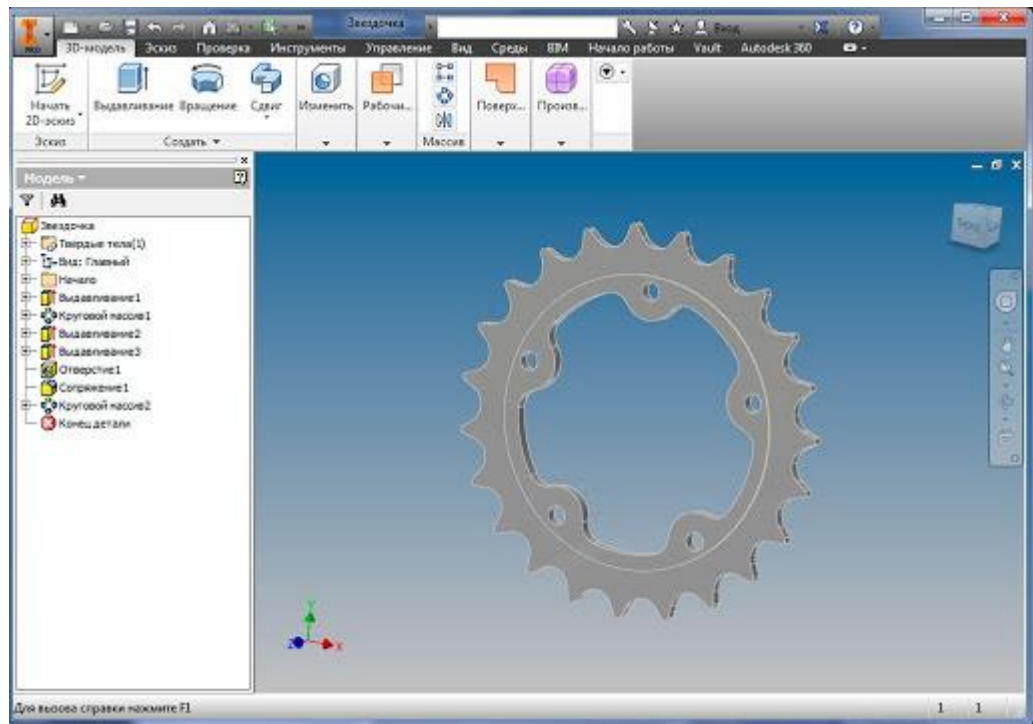 Звездочка
Вход
PRO
3D-модель Эскиз Проверка Инструменты Управление Вид Среды BIM Начало работы Vault Autodesk 360
Начать 2D-эскиз
Выдавливание Вращение Сдвиг
Изменить Рабочи... Поверх... Произв...
Эскиз Создать Массив
Модель
Звездочка
Твердые тела(1)
Вид: Главный
Начало
Выдавливание1
Круговой массив1
Выдавливание2
Выдавливание3
Отверстие1
Сопряжение1
Круговой массив2
Конец детали
Y
Z X
Для вызова справки нажмите F1
1 1